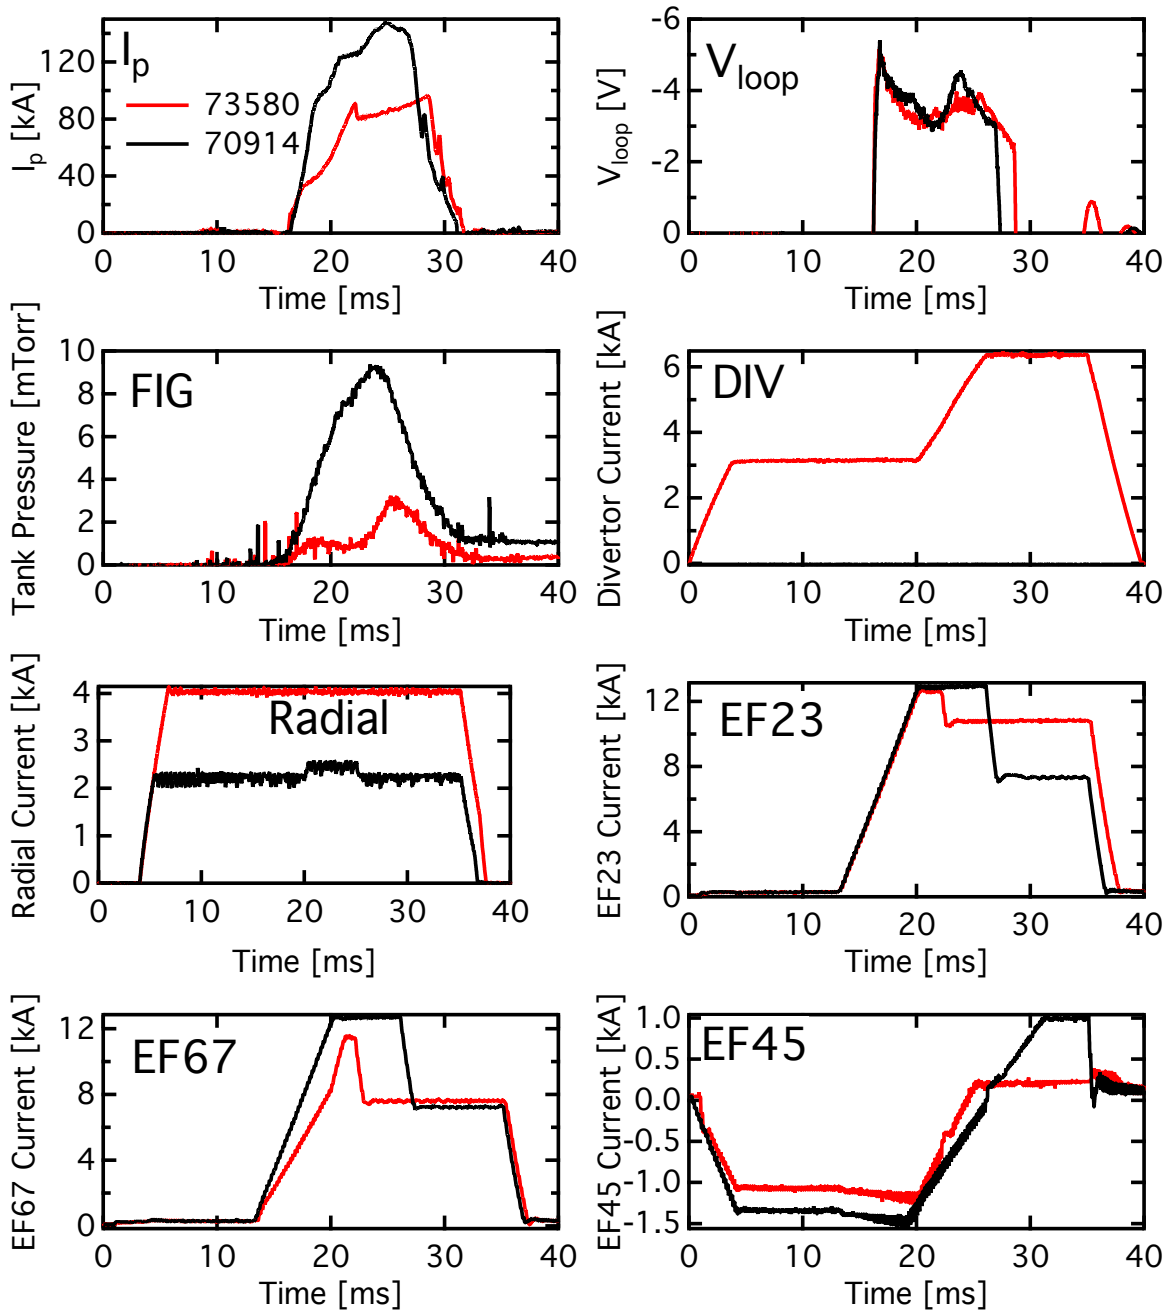 I_p [kA]
120
80
40
0
I_p
73580
70914
0 10 20 30 40
Time [ms]
V_loop [V]
-6
-4
-2
0
V_loop
0 10 20 30 40
Time [ms]
Tank Pressure [mTorr]
10
8
6
4
2
0
FIG
0 10 20 30 40
Time [ms]
Divertor Current [kA]
6
4
2
0
DIV
0 10 20 30 40
Time [ms]
Radial Current [kA]
4
3
2
1
0
Radial
0 10 20 30 40
Time [ms]
EF23 Current [kA]
12
8
4
0
EF23
0 10 20 30 40
Time [ms]
EF67 Current [kA]
12
8
4
0
EF67
0 10 20 30 40
Time [ms]
EF45 Current [kA]
1.0
0.5
0.0
-0.5
-1.0
-1.5
EF45
0 10 20 30 40
Time [ms]